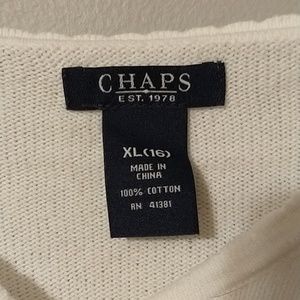 CHAPS
EST. 1978
XL(16)
MADE IN
CHINA
100% COTTON
RN 41381